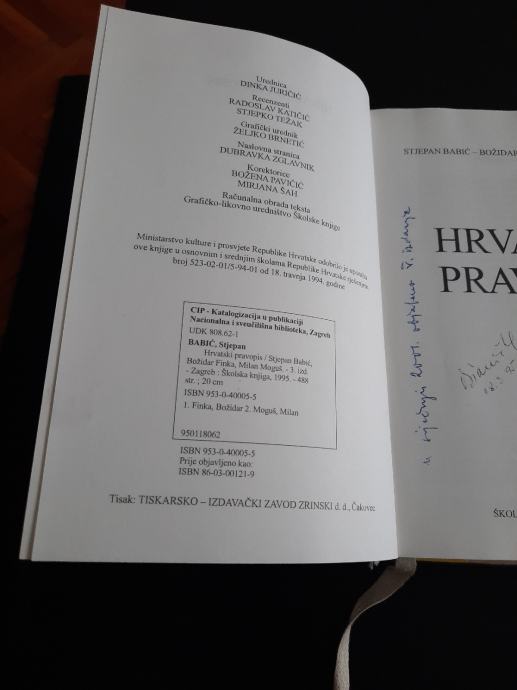 Urednica
DINKA JURIČIĆ
Recenzenti
RADOSLAV KATIČIĆ
STJEPKO TEŽAK
Grafički urednik
ŽELJKO BRNETIĆ
Naslovna stranica
DUBRAVKA ZGLAVNIK
Korektorice
BOŽENA PAVIČIĆ
MIRJANA ŠAH
Računalna obrada teksta
Grafičko-likovno uredništvo Školske knjige
Ministarstvo kulture i prosvjete Republike Hrvatske odobrilo je uporabu
ove knjige u osnovnim i srednjim školama Republike Hrvatske rješenjem
broj 523-02-01/5-94-01 od 18. travnja 1994. godine
CIP - Katalogizacija u publikaciji
Nacionalna i sveučilišna biblioteka, Zagreb
UDK 808.62-1
BABIĆ, Stjepan
Hrvatski pravopis / Stjepan Babić,
Božidar Finka, Milan Moguš. - 3. izd.
- Zagreb : Školska knjiga, 1995. - 488
str. ; 20 cm
ISBN 953-0-40005-5
1. Finka, Božidar 2. Moguš, Milan
950118062
ISBN 953-0-40005-5
Prije objavljeno kao:
ISBN 86-03-00121-9
Tisak: TISKARSKO – IZDAVAČKI ZAVOD ZRINSKI d. d., Čakovec
STJEPAN BABIĆ – BOŽIDAR
HRVA
PRAV
u siječnju 2001. objavljeno V. izdanje
ŠKOL